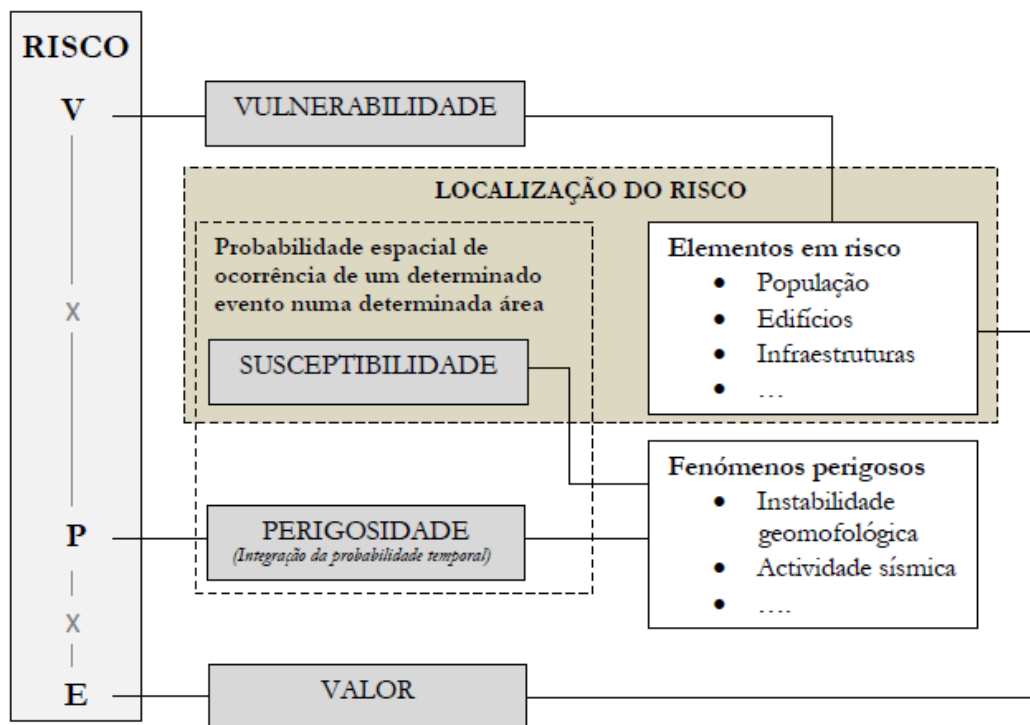 RISCO
V
X
P
X
E
VULNERABILIDADE
LOCALIZAÇÃO DO RISCO
Probabilidade espacial de
ocorrência de um determinado
evento numa determinada área
SUSCEPTIBILIDADE
Elementos em risco
• População
• Edifícios
• Infraestruturas
• ….
Fenómenos perigosos
• Instabilidade
geomofológica
• Actividade sísmica
• ….
PERIGOSIDADE
(Integração da probabilidade temporal)
VALOR